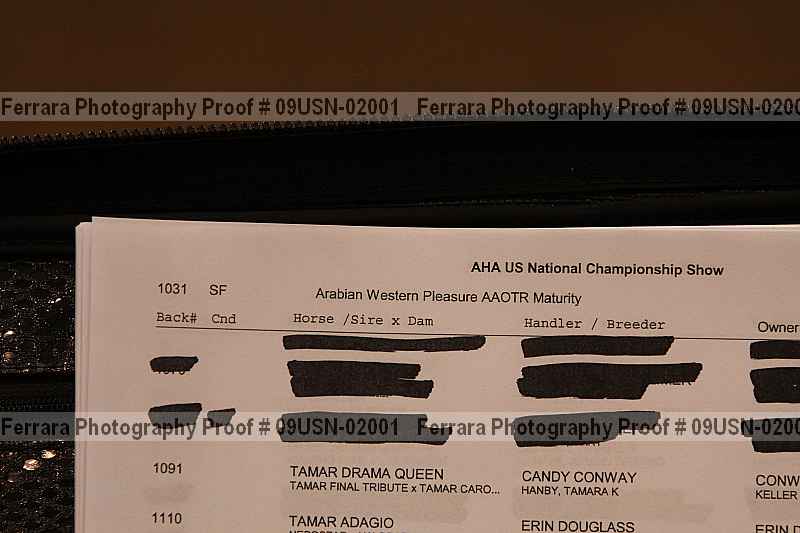 Ferrara Photography Proof # 09USN-02001 Ferrara Photography Proof # 09USN-0200
AHA US National Championship Show
1031 SF Arabian Western Pleasure AAOTR Maturity
Back# Cnd Horse /Sire x Dam Handler / Breeder Owner
Ferrara Photography Proof # 09USN-02001 Ferrara Photography Proof # 09USN-0200
1091 TAMAR DRAMA QUEEN CANDY CONWAY CONW
TAMAR FINAL TRIBUTE x TAMAR CARO... HANBY, TAMARA K KELLER
1110 TAMAR ADAGIO ERIN DOUGLASS ERIN D